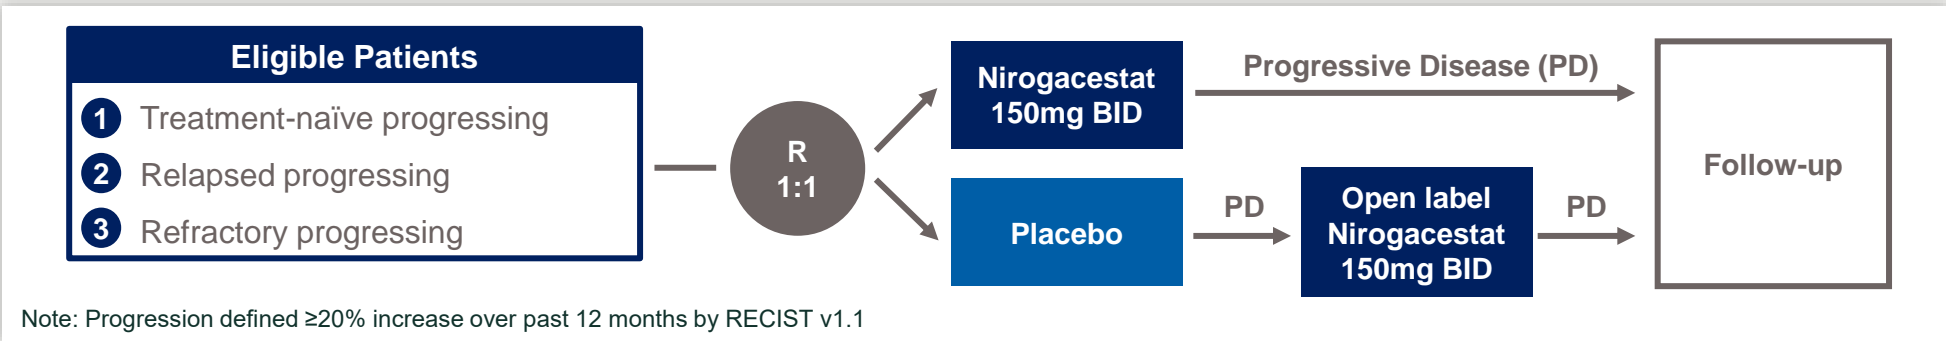 Eligible Patients
1 Treatment-naïve progressing
2 Relapsed progressing
3 Refractory progressing
R
1:1
Nirogacestat
150mg BID
Progressive Disease (PD)
Placebo
PD
Open label
Nirogacestat
150mg BID
PD
Follow-up
Note: Progression defined ≥20% increase over past 12 months by RECIST v1.1